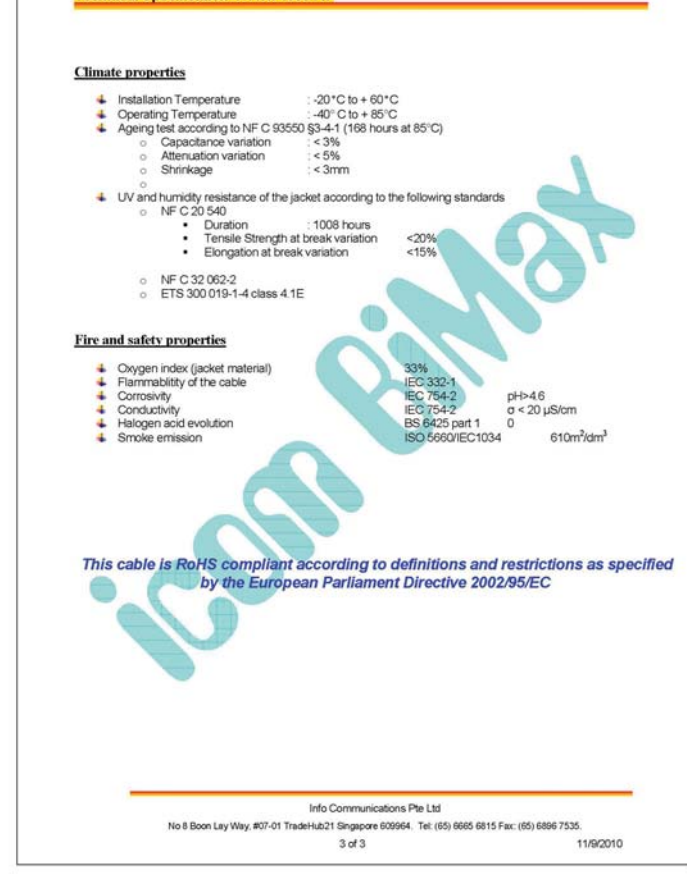 Climate properties
Installation Temperature : -20°C to + 60°C
Operating Temperature : -40° C to + 85°C
Ageing test according to NF C 93550 §3-4-1 (168 hours at 85°C)
Capacitance variation : < 3%
Attenuation variation : < 5%
Shrinkage : < 3mm
UV and humidity resistance of the jacket according to the following standards
NF C 20 540
Duration : 1008 hours
Tensile Strength at break variation <20%
Elongation at break variation <15%
NF C 32 062-2
ETS 300 019-1-4 class 4.1E
Fire and safety properties
Oxygen index (jacket material) 33%
Flammablitity of the cable IEC 332-1
Corrosivity IEC 754-2 pH>4.6
Conductivity IEC 754-2 σ < 20 µS/cm
Halogen acid evolution BS 6425 part 1 0
Smoke emission ISO 5660/IEC1034 610m²/dm³
icom BiMax
This cable is RoHS compliant according to definitions and restrictions as specified
by the European Parliament Directive 2002/95/EC
Info Communications Pte Ltd
No 8 Boon Lay Way, #07-01 TradeHub21 Singapore 609964. Tel: (65) 6665 6815 Fax: (65) 6896 7535.
3 of 3 11/9/2010